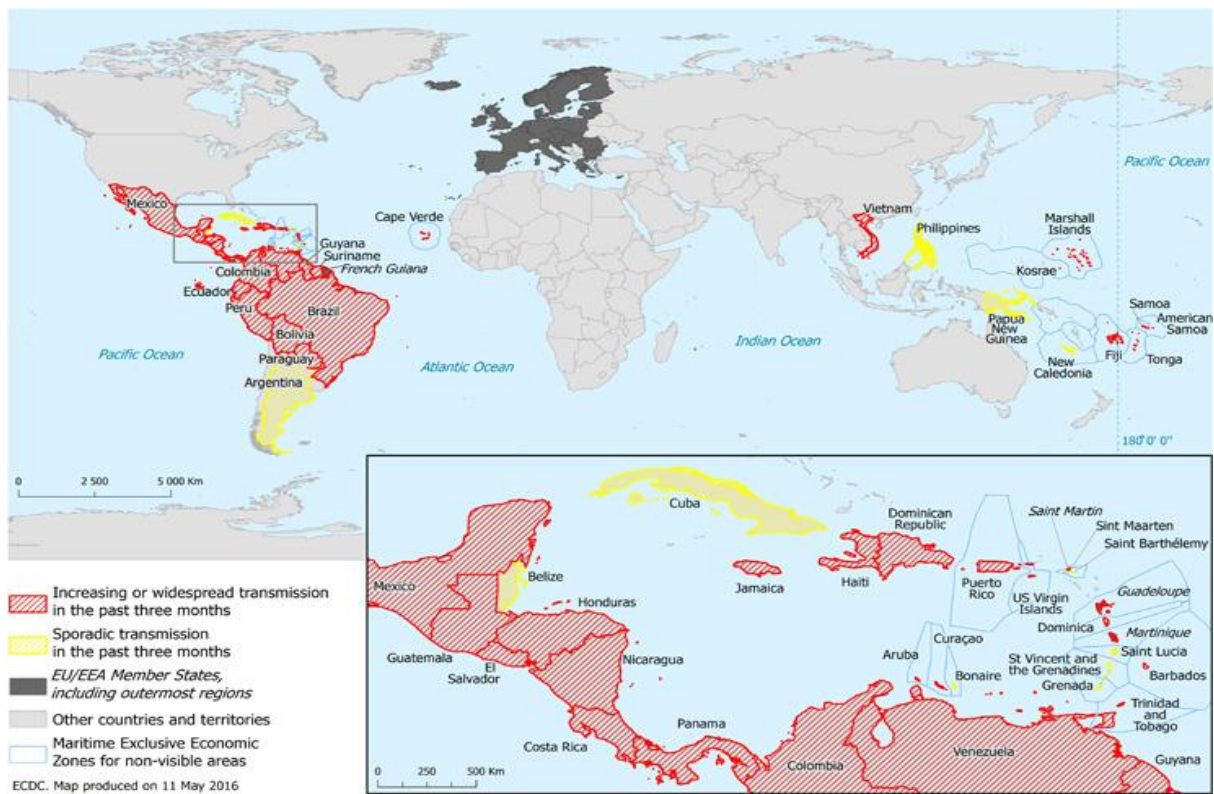 Pacific Ocean
Mexico
Cape Verde
Vietnam
Philippines
Marshall
Islands
Kosrae
Guyana
Suriname
French Guiana
Colombia
Ecuador
Peru
Brazil
Bolivia
Paraguay
Argentina
Pacific Ocean
Atlantic Ocean
Indian Ocean
Papua
New
Guinea
New
Caledonia
Fiji
Samoa
American
Samoa
Tonga
180° 0' 0"
0 2 500 5 000 Km
Cuba
Dominican
Republic
Saint Martin
Sint Maarten
Saint Barthélemy
Mexico
Belize
Jamaica
Haïti
Puerto
Rico
US Virgin
Islands
Guadeloupe
Honduras
Dominica
Martinique
Guatemala
El
Salvador
Nicaragua
Aruba
Curaçao
Bonaire
St Vincent and
the Grenadines
Saint Lucia
Grenada
Barbados
Trinidad
and
Tobago
Costa Rica
Panama
Colombia
Venezuela
Guyana
0 250 500 Km
Increasing or widespread transmission
in the past three months
Sporadic transmission
in the past three months
EU/EEA Member States,
including outermost regions
Other countries and territories
Maritime Exclusive Economic
Zones for non-visible areas
ECDC. Map produced on 11 May 2016